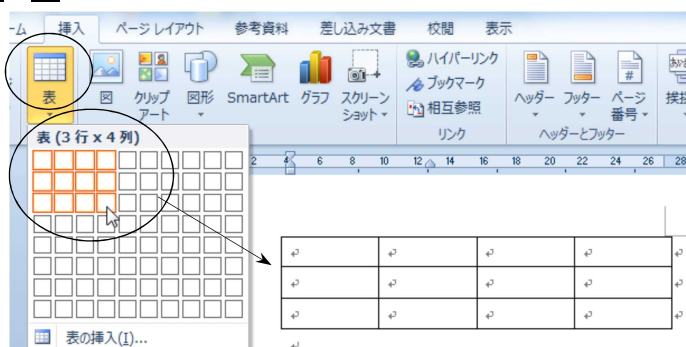 ーム 挿入 ページ レイアウト 参考資料 差し込み文書 校閲 表示
表
図
クリップ
アート
図形
SmartArt
グラフ
スクリーン
ショット
ハイパーリンク
ブックマーク
相互参照
リンク
ヘッダー
フッター
ページ
番号
ヘッダーとフッター
挨拶
表 (3 行 x 4 列)
2 4 6 8 10 12 14 16 18 20 22 24 26 28
表の挿入(I)...